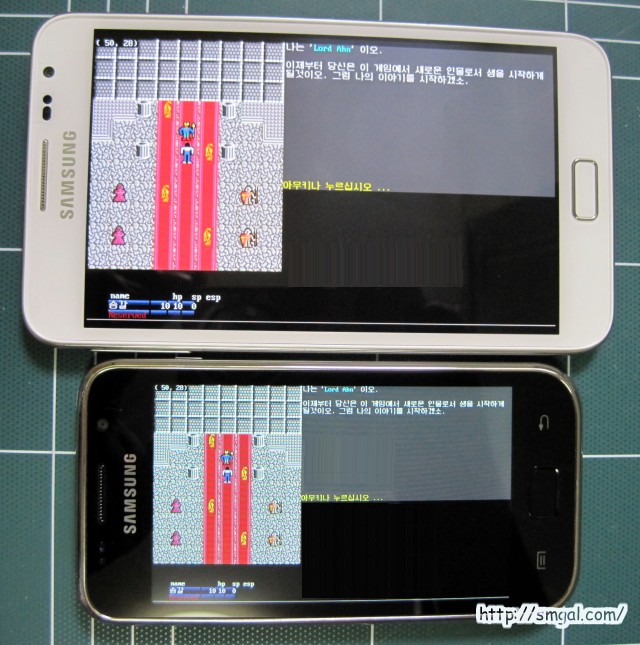 SAMSUNG
( 50, 28)
나는 'Lord Ahn' 이오.
이제부터 당신은 이 게임에서 새로운 인물로서 생을 시작하게
될것이오. 그럼 나의 이야기를 시작하겠소.
아무키나 누르십시오 ...
name hp sp esp
슴갈 10 10 0
Reserved
SAMSUNG
( 50, 28)
나는 'Lord Ahn' 이오.
이제부터 당신은 이 게임에서 새로운 인물로서 생을 시작하게
될것이오. 그럼 나의 이야기를 시작하겠소.
아무키나 누르십시오 ...
name hp sp esp
슴갈 10 10 0
http://smgal.com/